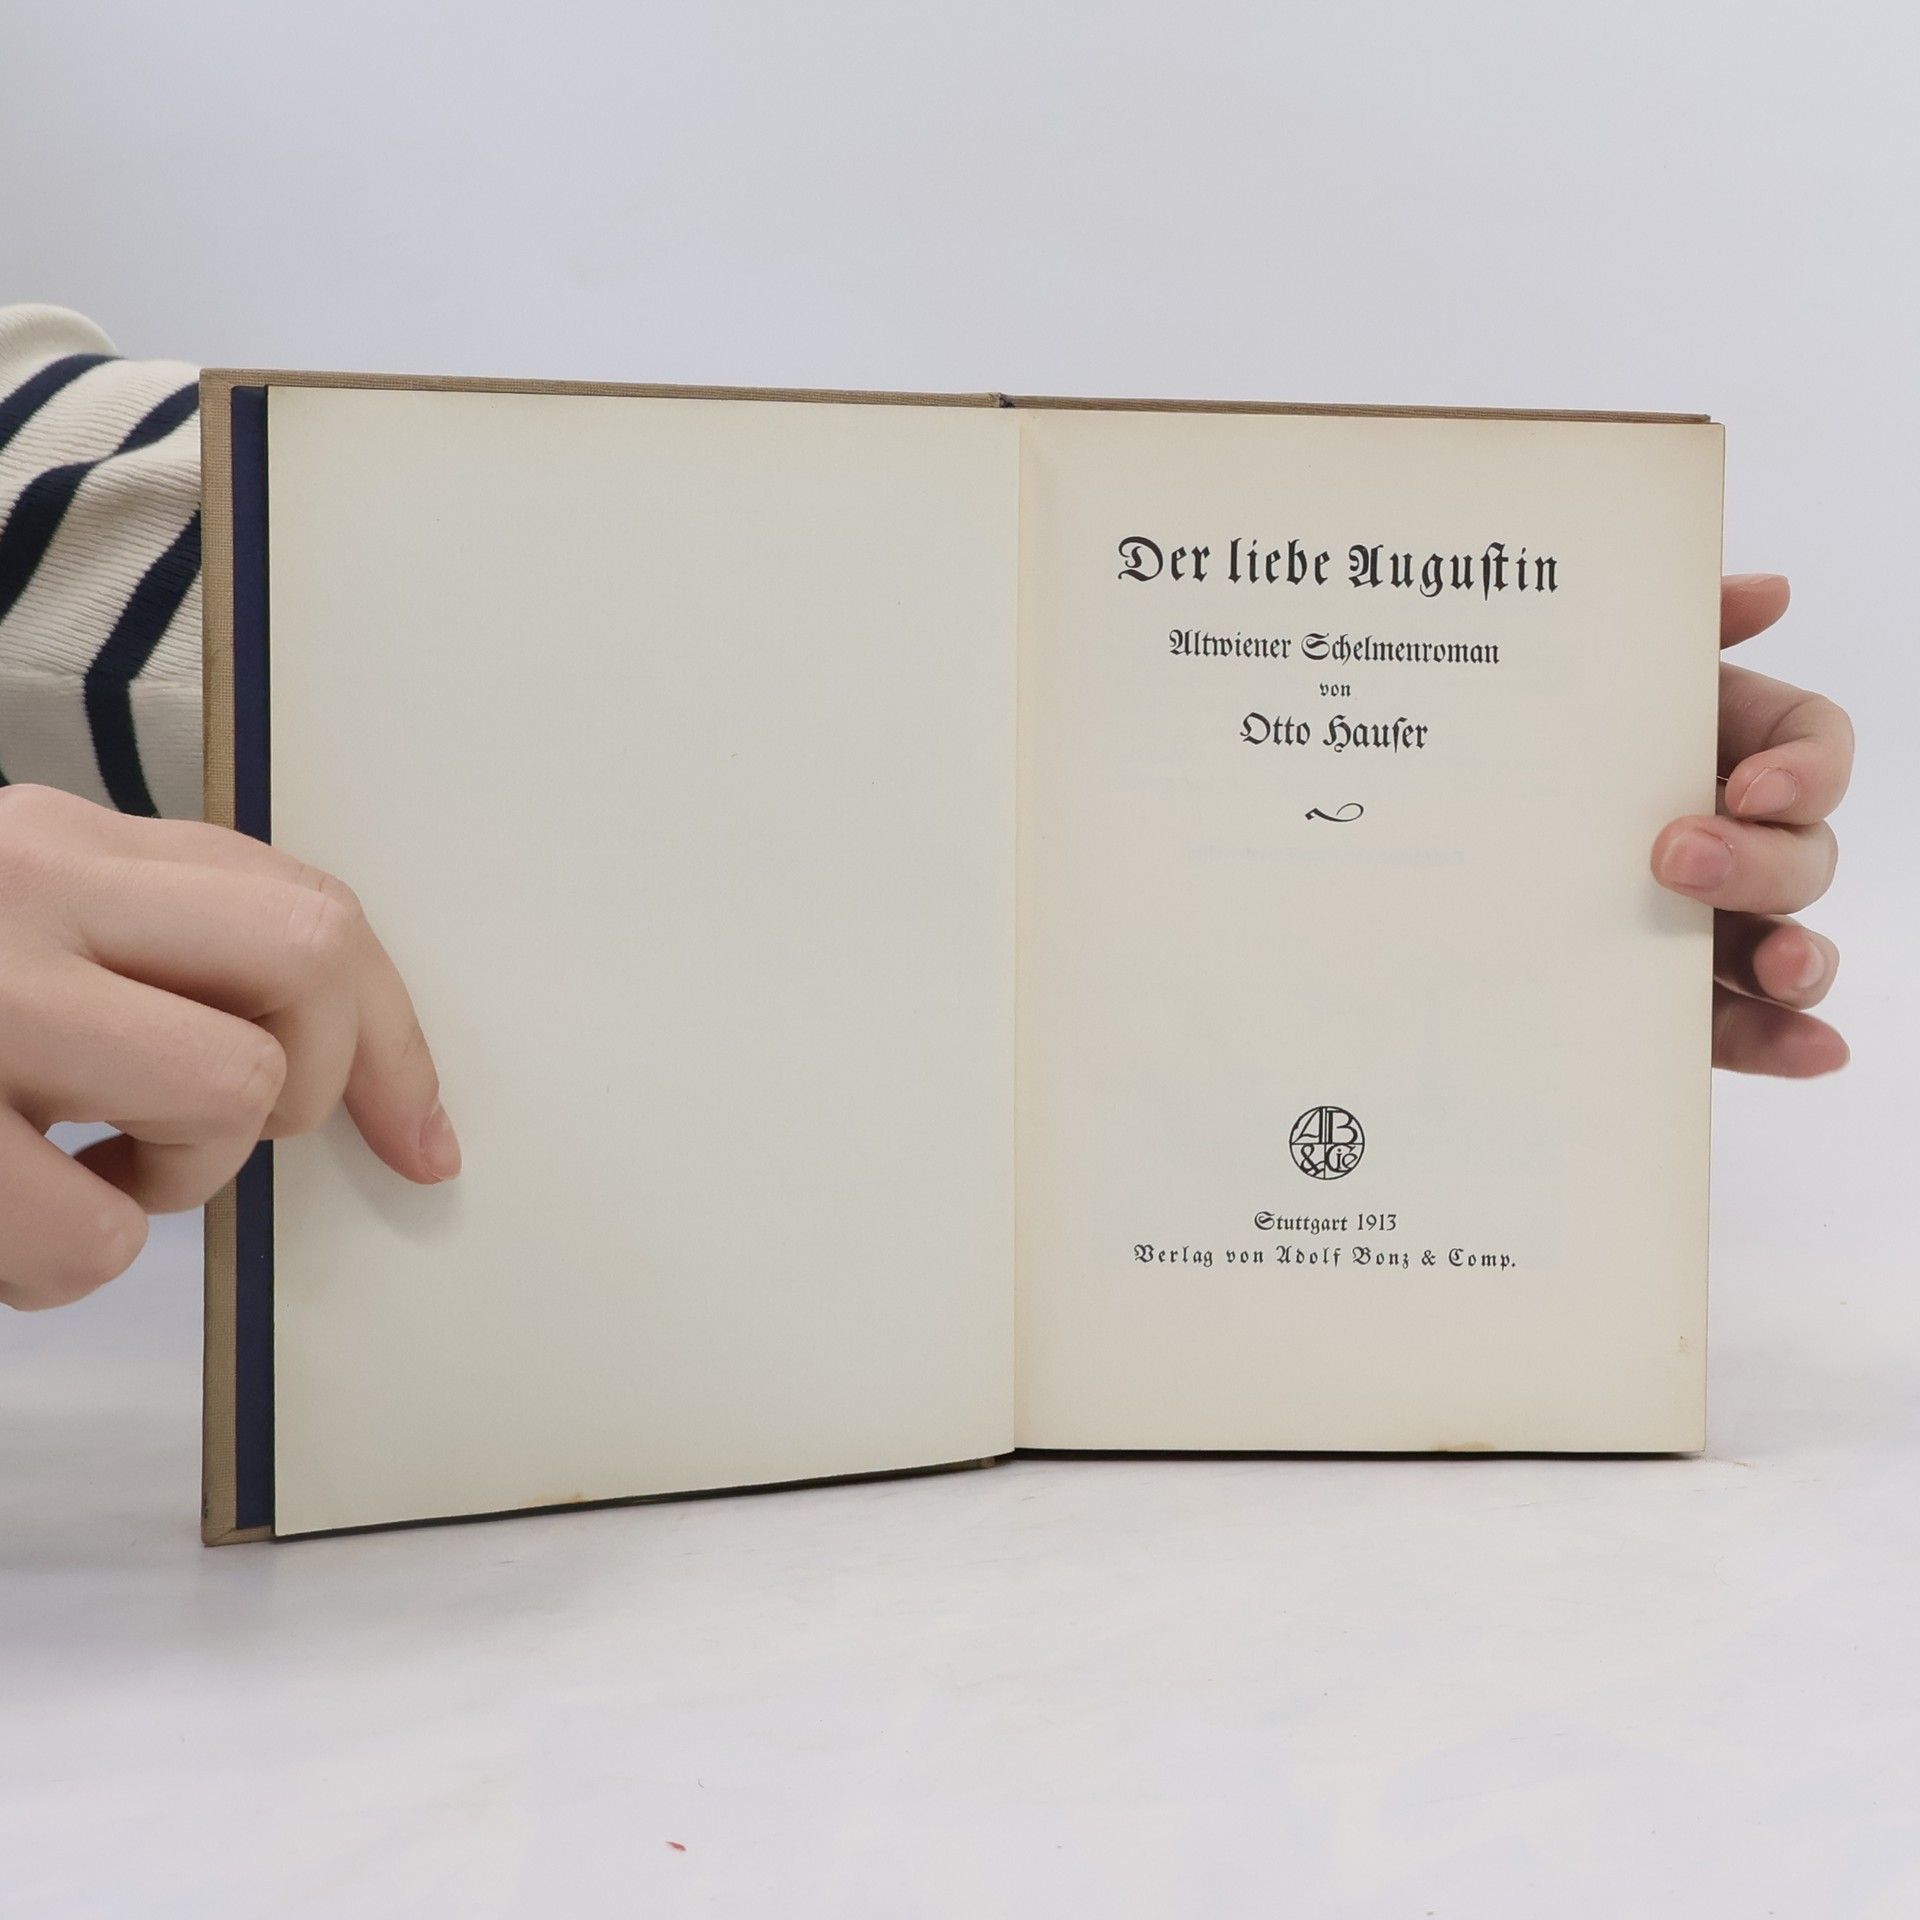 Der liebe Auguſtin
Altwiener Schelmenroman
von
Otto Hauſer
AB
& Cie
Stuttgart 1913
Verlag von Adolf Bonz & Comp.